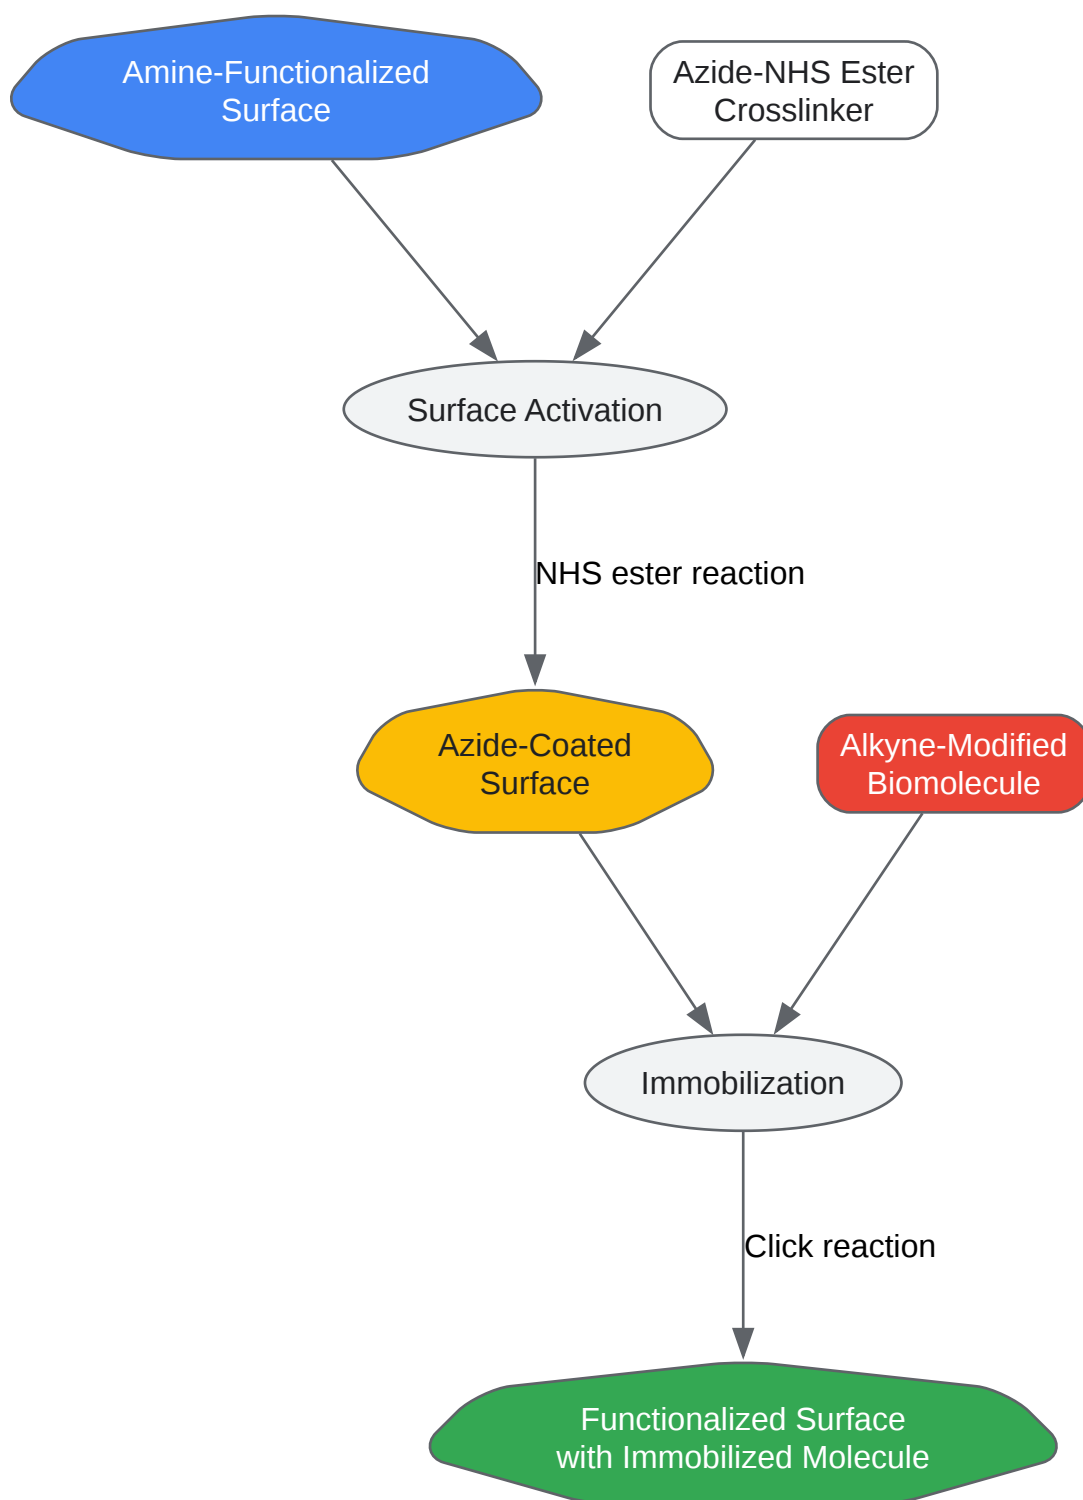 Amine-Functionalized
Surface
Azide-NHS Ester
Crosslinker
Surface Activation
NHS ester reaction
Azide-Coated
Surface
Alkyne-Modified
Biomolecule
Immobilization
Click reaction
Functionalized Surface
with Immobilized Molecule